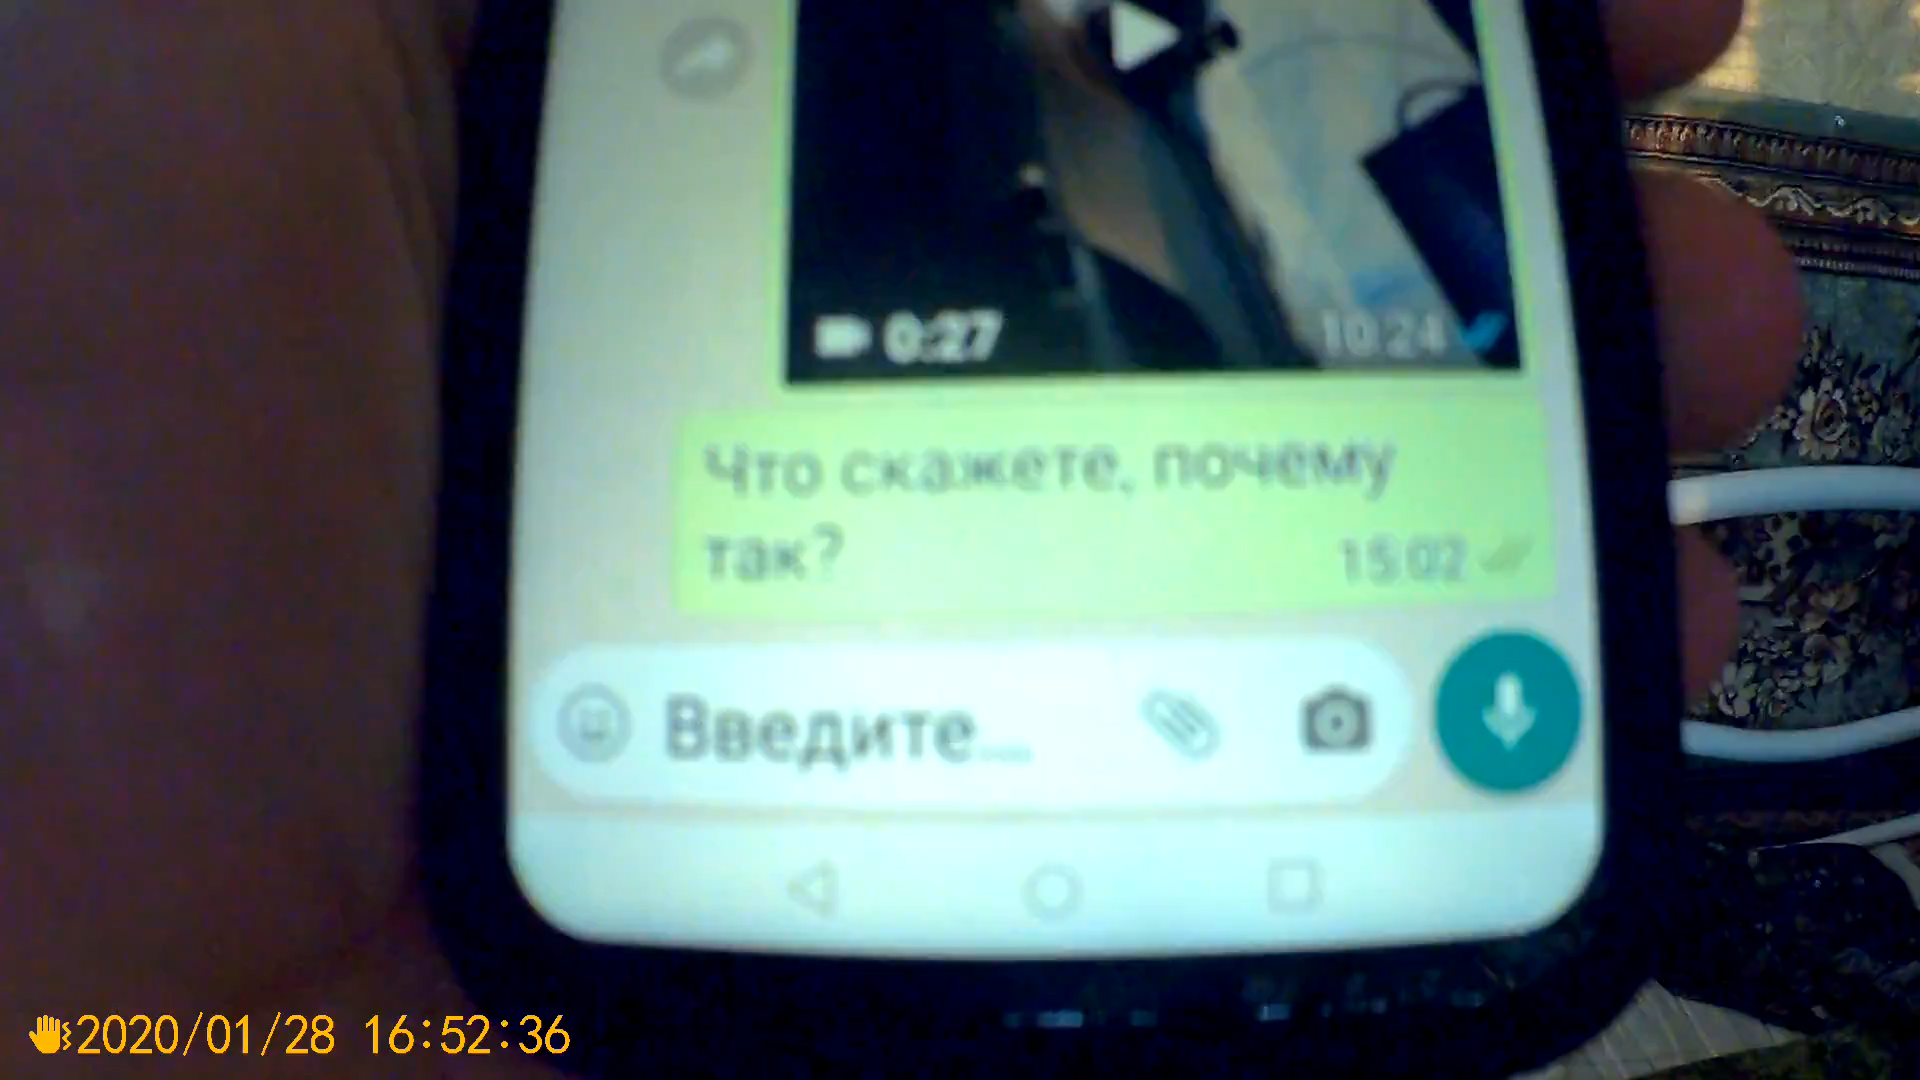 0:27
10:24
Что скажете, почему
так?
15:02
Введите...
2020/01/28 16:52:36